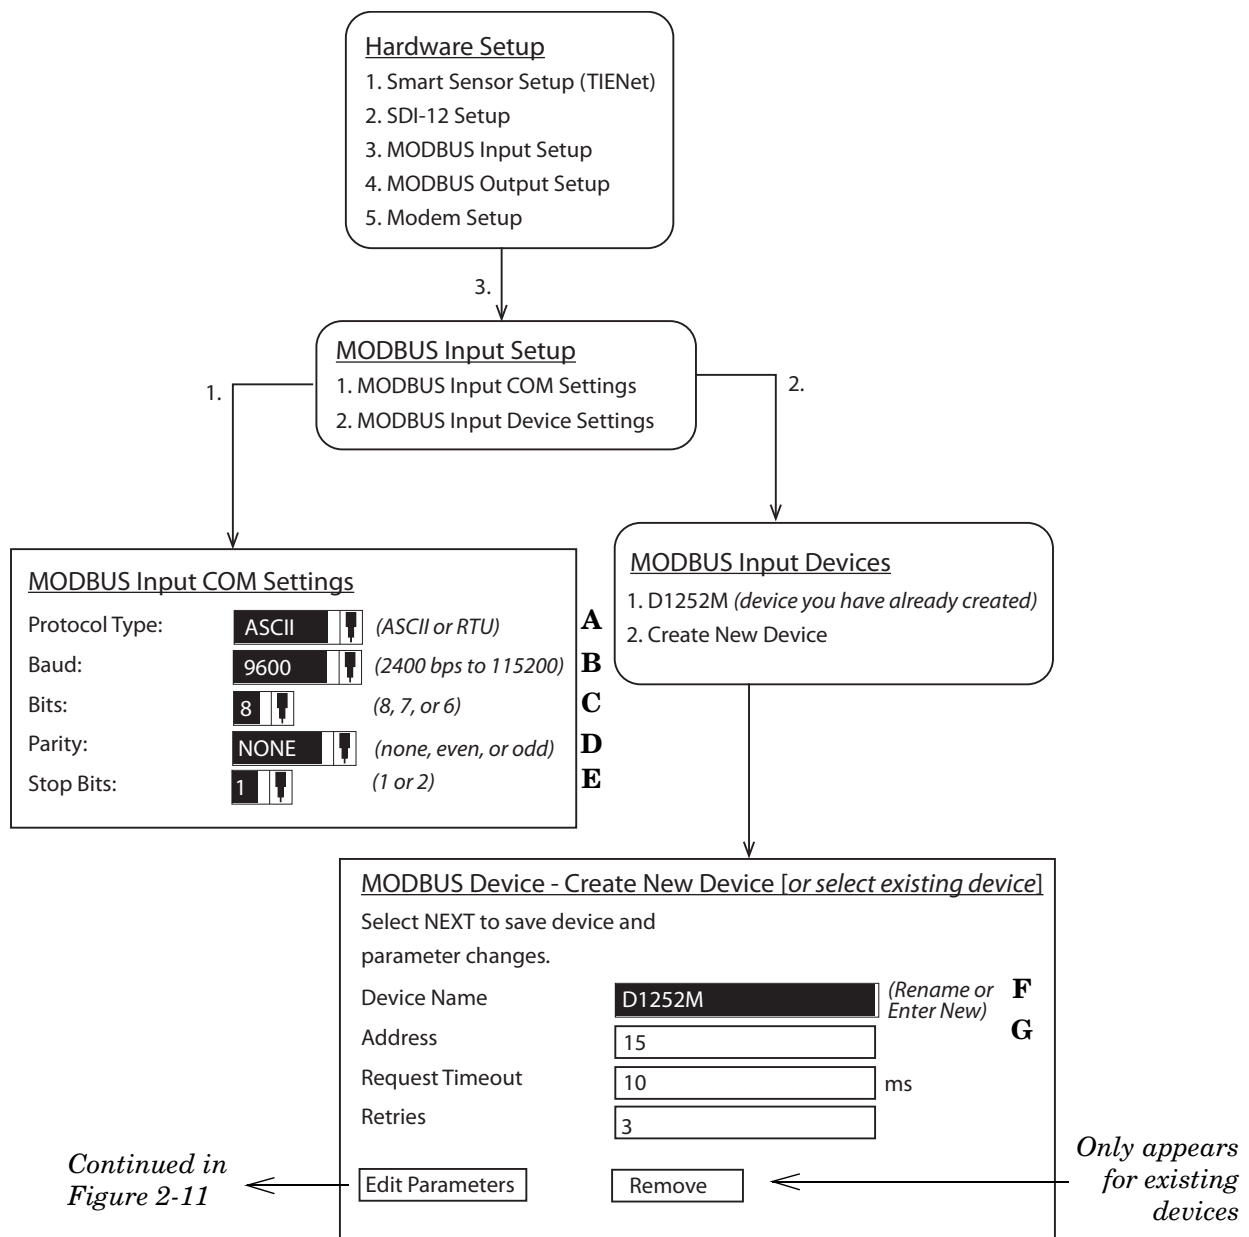 Hardware Setup
1. Smart Sensor Setup (TIENet)
2. SDI-12 Setup
3. MODBUS Input Setup
4. MODBUS Output Setup
5. Modem Setup
3.
MODBUS Input Setup
1. MODBUS Input COM Settings
2. MODBUS Input Device Settings
1.
2.
MODBUS Input COM Settings
Protocol Type: ASCII (ASCII or RTU) A
Baud: 9600 (2400 bps to 115200) B
Bits: 8 (8, 7, or 6) C
Parity: NONE (none, even, or odd) D
Stop Bits: 1 (1 or 2) E
MODBUS Input Devices
1. D1252M (device you have already created)
2. Create New Device
MODBUS Device - Create New Device [or select existing device]
Select NEXT to save device and
parameter changes.
Device Name D1252M (Rename or Enter New) F
Address 15 G
Request Timeout 10 ms
Retries 3
Edit Parameters Remove
Continued in
Figure 2-11
Only appears
for existing
devices